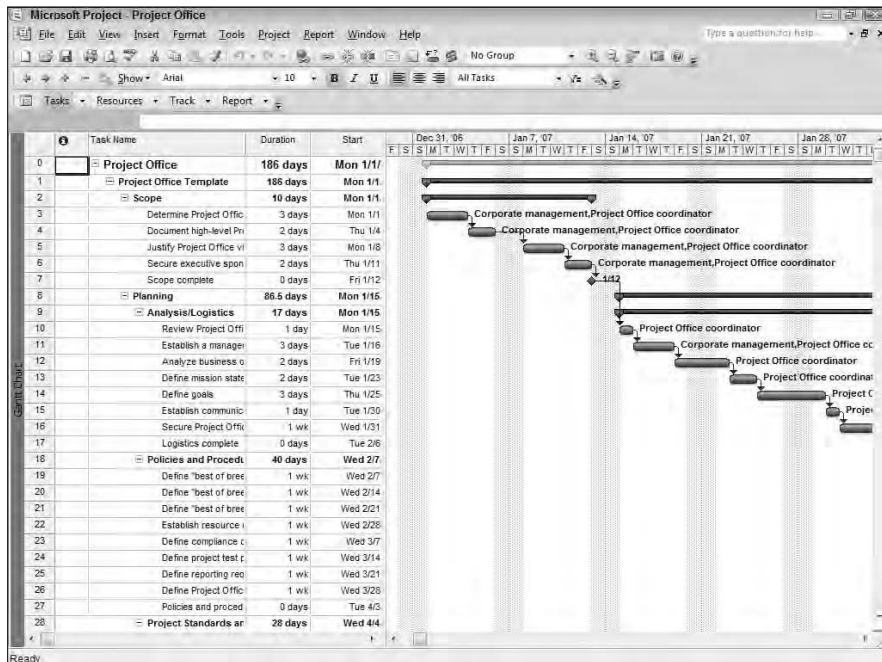 Microsoft Project - Project Office
File Edit View Insert Format Tools Project Report Window Help Type a question for help
No Group
Show Arial 10 B I U All Tasks
Tasks Resources Track Report
Task Name Duration Start Dec 31, '06 Jan 7, '07 Jan 14, '07 Jan 21, '07 Jan 28, '07
F S S M T W T F S S M T W T F S S M T W T F S S M T W T F S S M T W T
0 Project Office 186 days Mon 1/1/
1 Project Office Template 186 days Mon 1/1
2 Scope 10 days Mon 1/1
3 Determine Project Offic 3 days Mon 1/1 Corporate management,Project Office coordinator
4 Document high-level Pr 2 days Thu 1/4 Corporate management,Project Office coordinator
5 Justify Project Office vi 3 days Mon 1/8 Corporate management,Project Office coordinator
6 Secure executive spon 2 days Thu 1/11 Corporate management,Project Office coordinator
7 Scope complete 0 days Fri 1/12 1/12
8 Planning 86.5 days Mon 1/15
9 Analysis/Logistics 17 days Mon 1/15
10 Review Project Offi 1 day Mon 1/15 Project Office coordinator
11 Establish a manager 3 days Tue 1/16 Corporate management,Project Office co
12 Analyze business o 2 days Fri 1/19 Project Office coordinator
13 Define mission state 2 days Tue 1/23 Project Office coordinat
14 Define goals 3 days Thu 1/25 Project O
15 Establish communic 1 day Tue 1/30 Projec
16 Secure Project Offic 1 wk Wed 1/31
17 Logistics complete 0 days Tue 2/6
18 Policies and Procedu 40 days Wed 2/7
19 Define "best of bree 1 wk Wed 2/7
20 Define "best of bree 1 wk Wed 2/14
21 Define "best of bree 1 wk Wed 2/21
22 Establish resource 1 wk Wed 2/28
23 Define compliance c 1 wk Wed 3/7
24 Define project test p 1 wk Wed 3/14
25 Define reporting req 1 wk Wed 3/21
26 Define Project Offic 1 wk Wed 3/28
27 Policies and proced 0 days Tue 4/3
28 Project Standards ar 28 days Wed 4/4
Gantt Chart
Ready